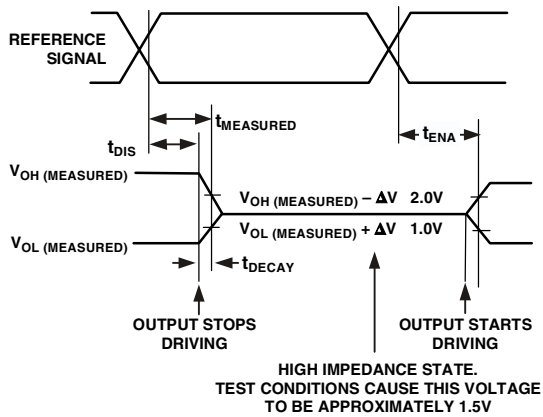 REFERENCE
SIGNAL
tMEASURED
tDIS
tENA
VOH (MEASURED)
VOH (MEASURED) – ΔV 2.0V
VOL (MEASURED) + ΔV 1.0V
VOL (MEASURED)
tDECAY
OUTPUT STOPS
DRIVING
OUTPUT STARTS
DRIVING
HIGH IMPEDANCE STATE.
TEST CONDITIONS CAUSE THIS VOLTAGE
TO BE APPROXIMATELY 1.5V